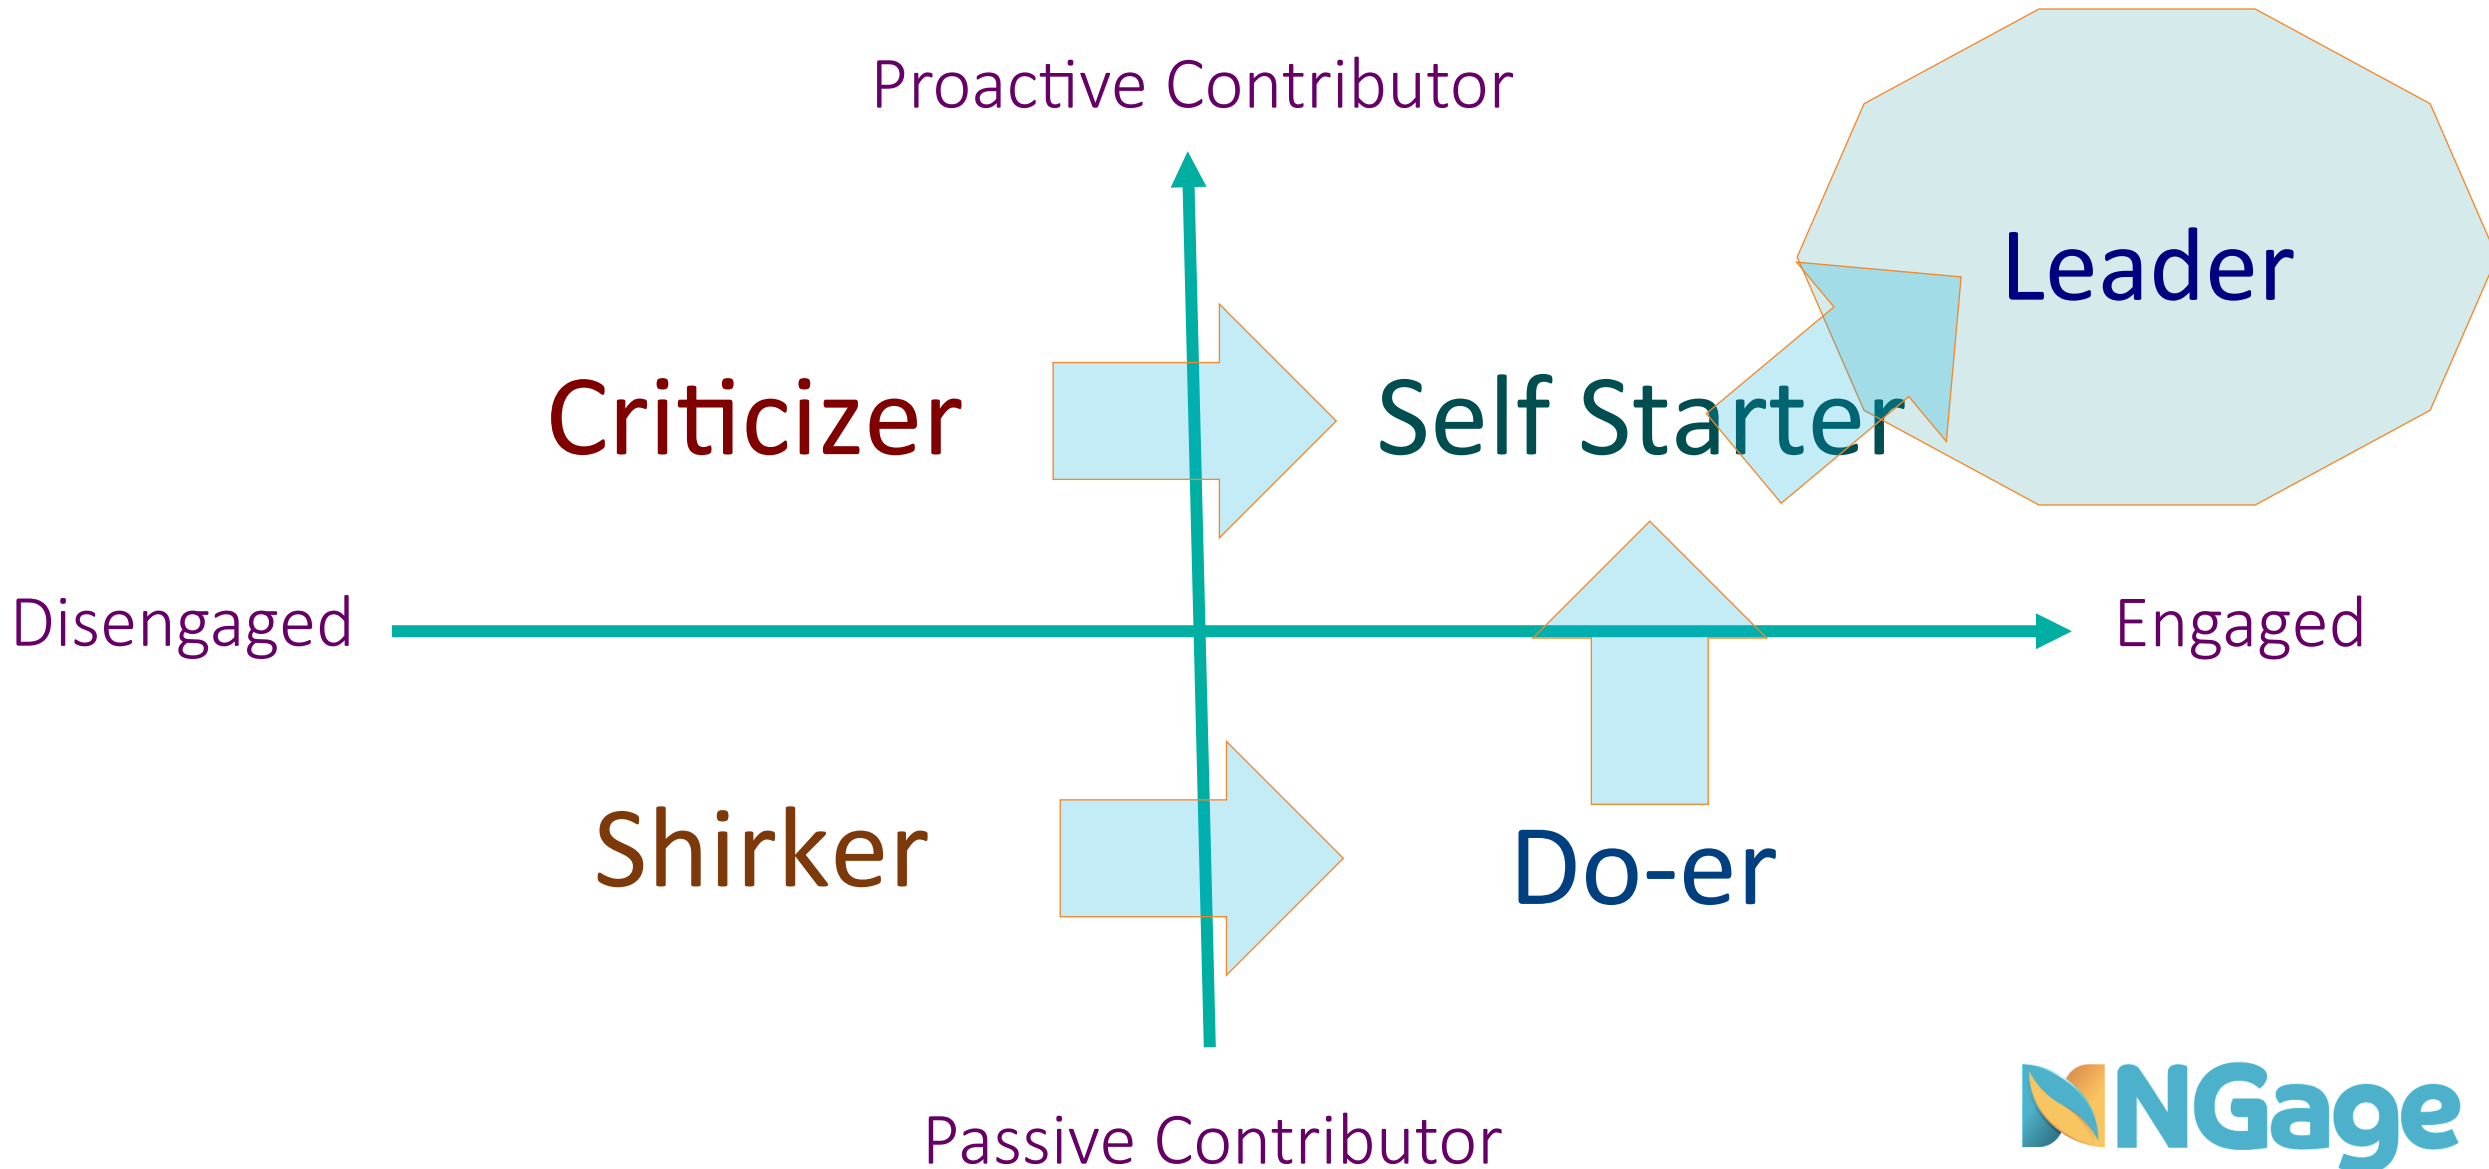 Proactive Contributor
Leader
Criticizer
Self Starter
Disengaged
Engaged
Shirker
Do-er
NGage
Passive Contributor